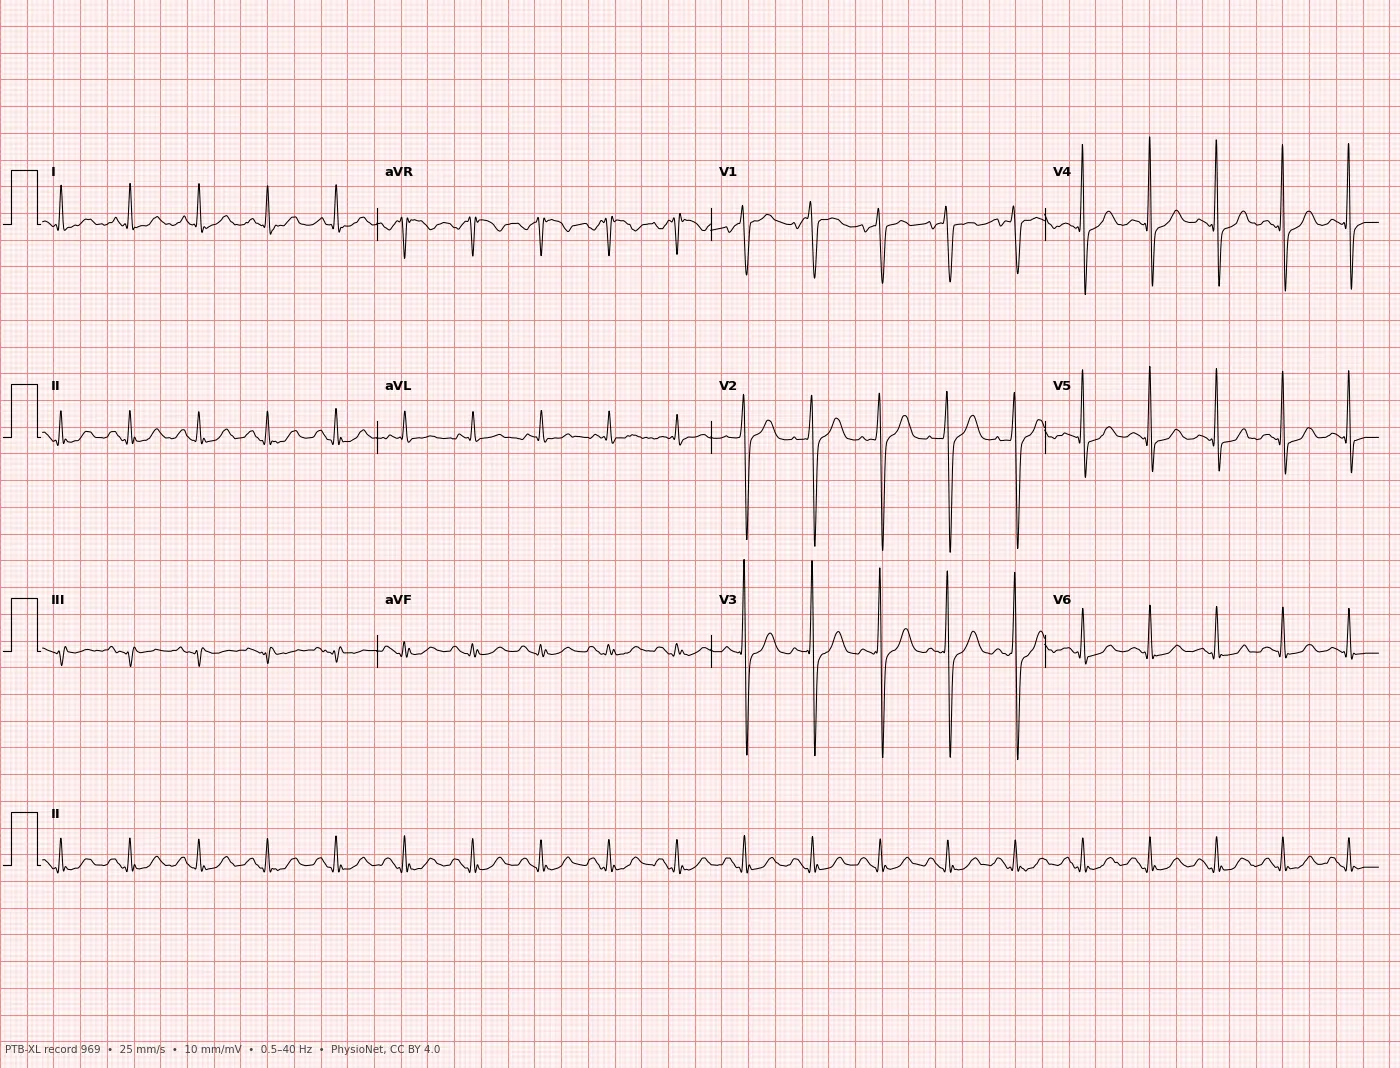 I aVR V1 V4
II aVL V2 V5
III aVF V3 V6
II
PTB-XL record 969 • 25 mm/s • 10 mm/mV • 0.5–40 Hz • PhysioNet, CC BY 4.0